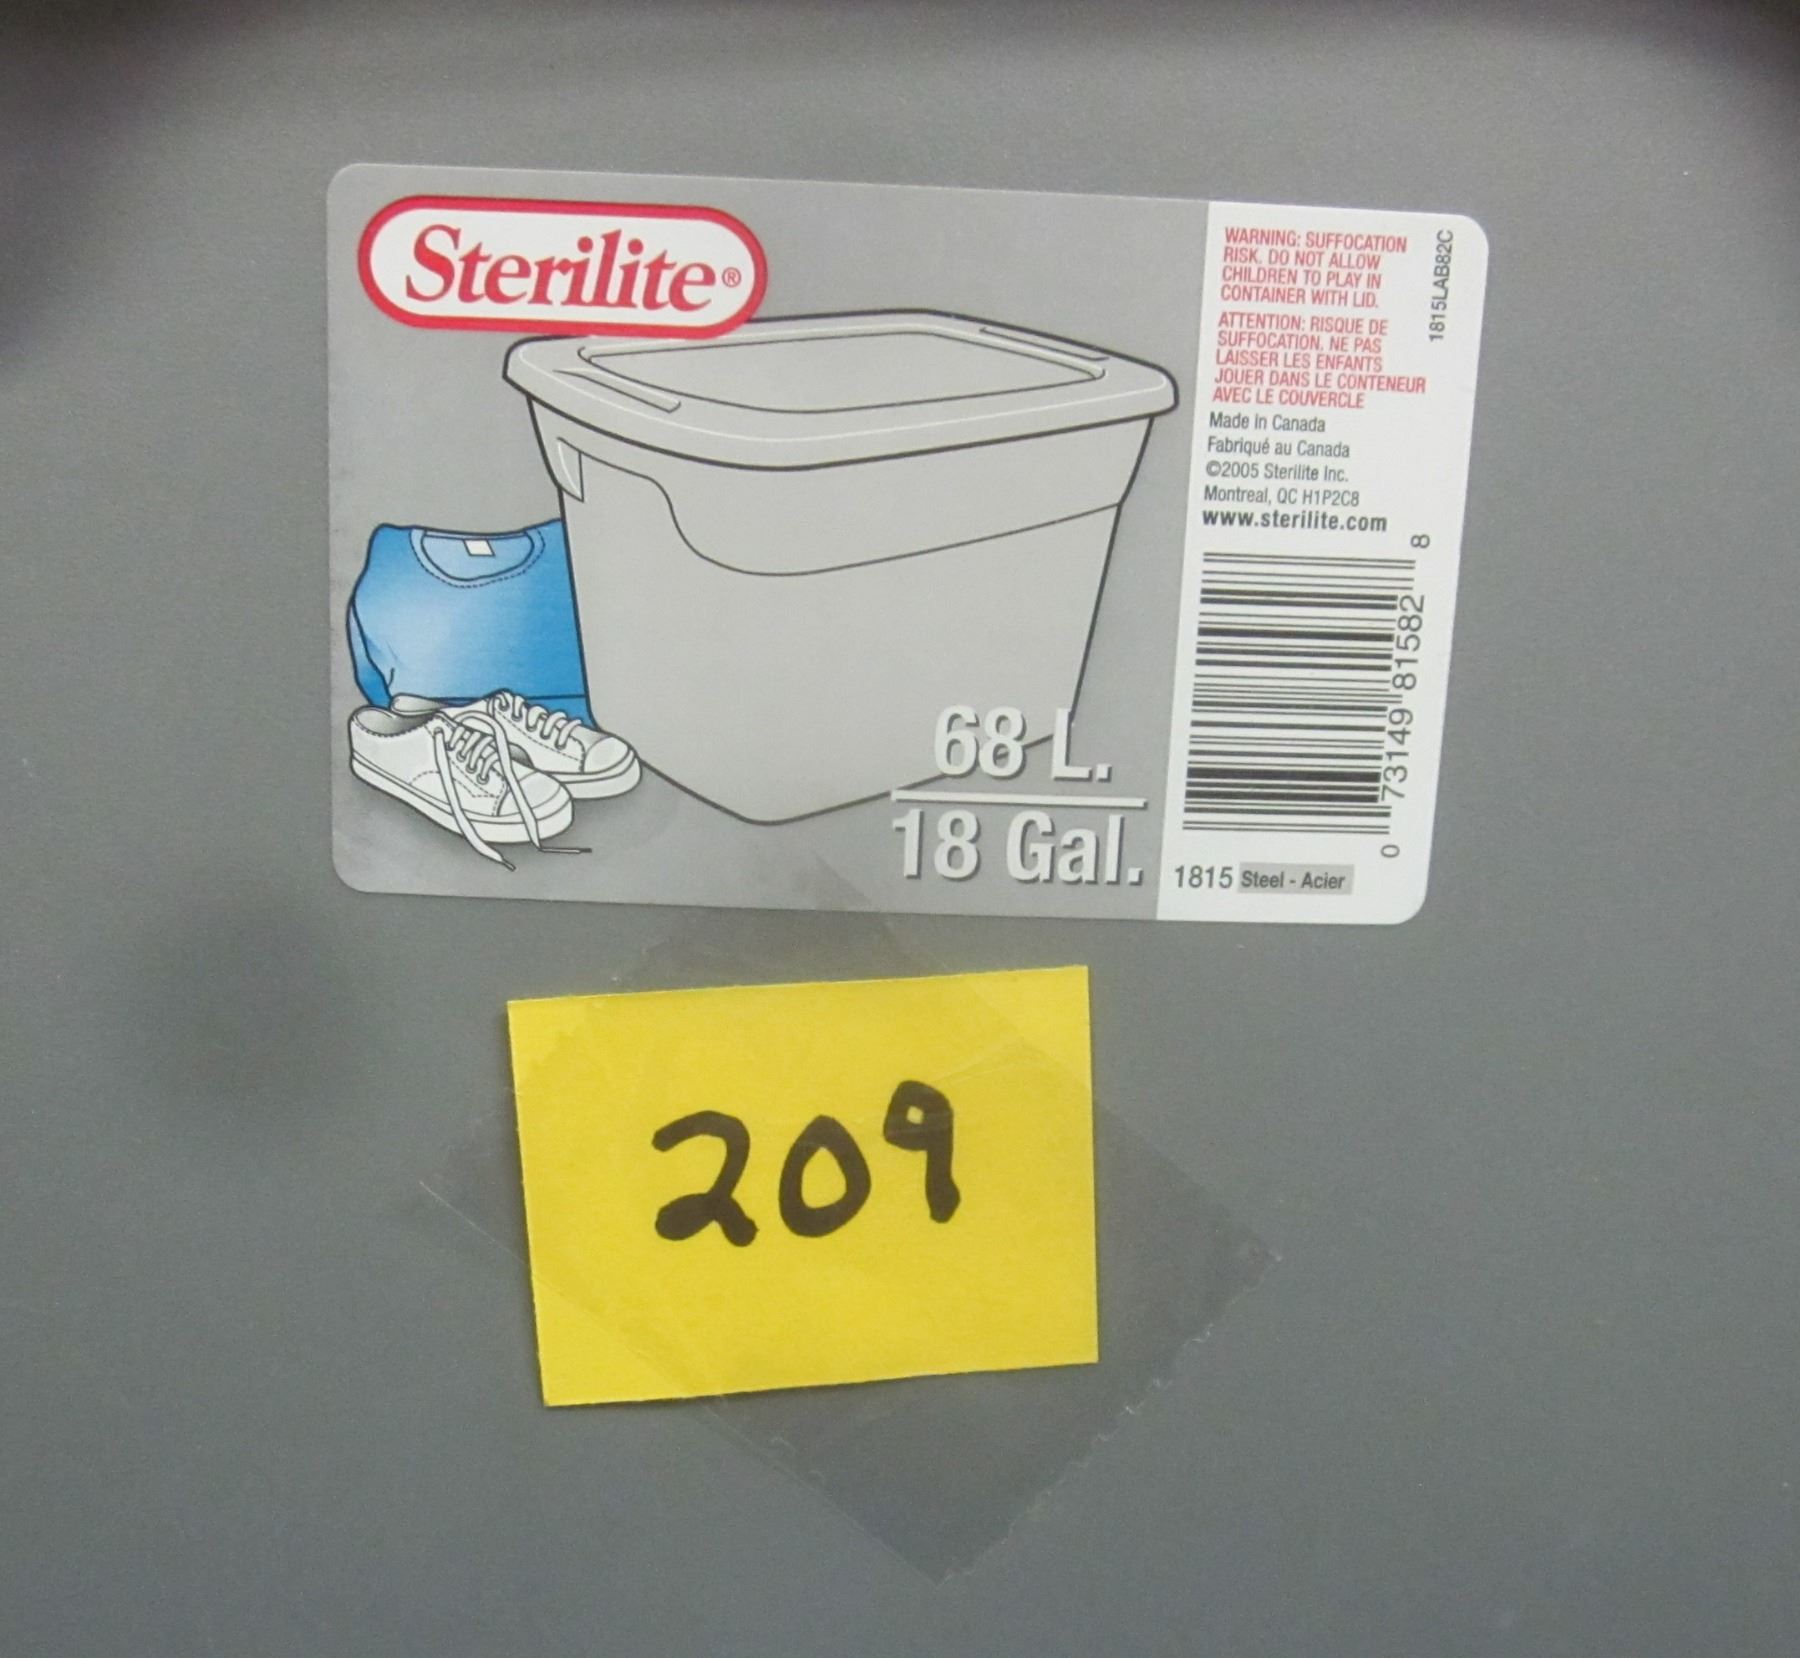 Sterilite®
68 L.
18 Gal.
WARNING: SUFFOCATION
RISK. DO NOT ALLOW
CHILDREN TO PLAY IN
CONTAINER WITH LID.
ATTENTION: RISQUE DE
SUFFOCATION. NE PAS
LAISSER LES ENFANTS
JOUER DANS LE CONTENEUR
AVEC LE COUVERCLE
Made in Canada
Fabriqué au Canada
©2005 Sterilite Inc.
Montreal, QC H1P2C8
www.sterilite.com
1815LAB82C
0 73149 81582 8
1815 Steel - Acier
209